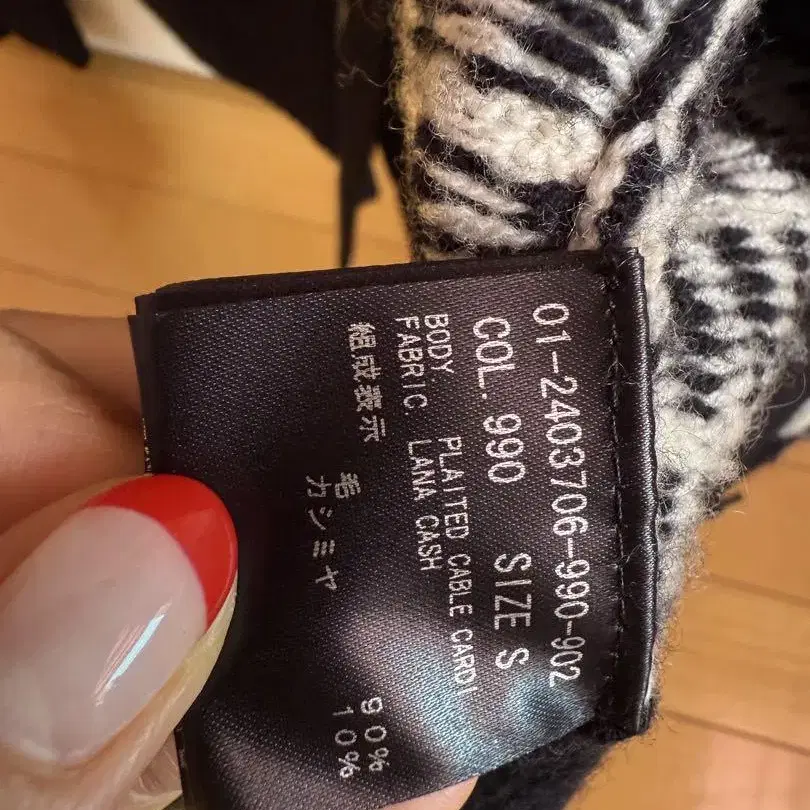 01-2403706-990-902
COL. 990 SIZE S
BODY. PLAITED CABLE CARDI
FABRIC LANA CASH
組成表示
毛 90%
カシミヤ 10%